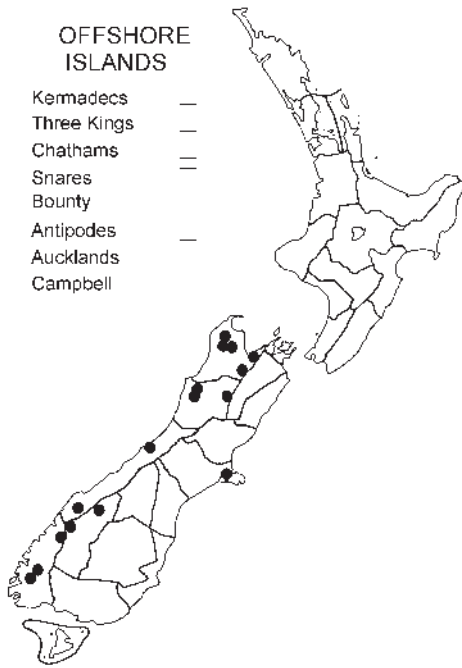 OFFSHORE
ISLANDS
Kermadecs
Three Kings
Chathams
Snares
Bounty
Antipodes
Aucklands
Campbell